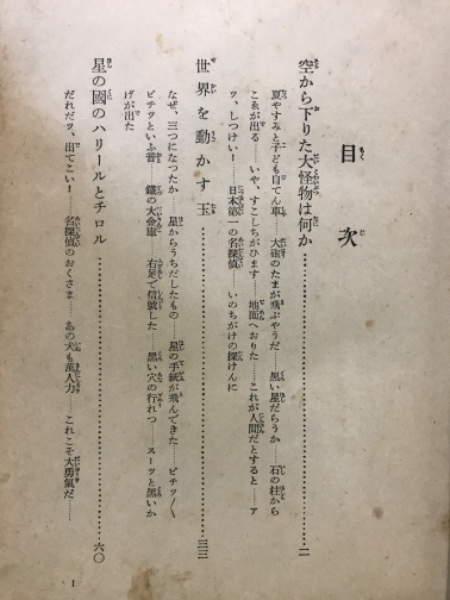 目次
空から下りた大怪物は何か……………………二
夏やすみと子ども自てん車……大砲のたまが飛ぶやうだ……黒い星だらうか……石の柱から
こゑが出る……いや、すこしちがひます……地面へおりた……これが人間だとすると……ア
ッ、しつけい!……日本第一の名探偵……いのちがけの探けんに
世界を動かす玉……………………三三
なぜ、三つになつたか……星からうちだしたもの……星の手紙が飛んできた……ピチッ〳〵
ピチッといふ音……鐵の大金庫……右足で信號した……黒い穴の行れつ……スーッと黒いか
げが出た
星の國のハリールとチロル……………………六〇
だれだッ、出てこい!……名探偵のおくさま……あの犬も萬人力……これこそ大勇氣だ……
1